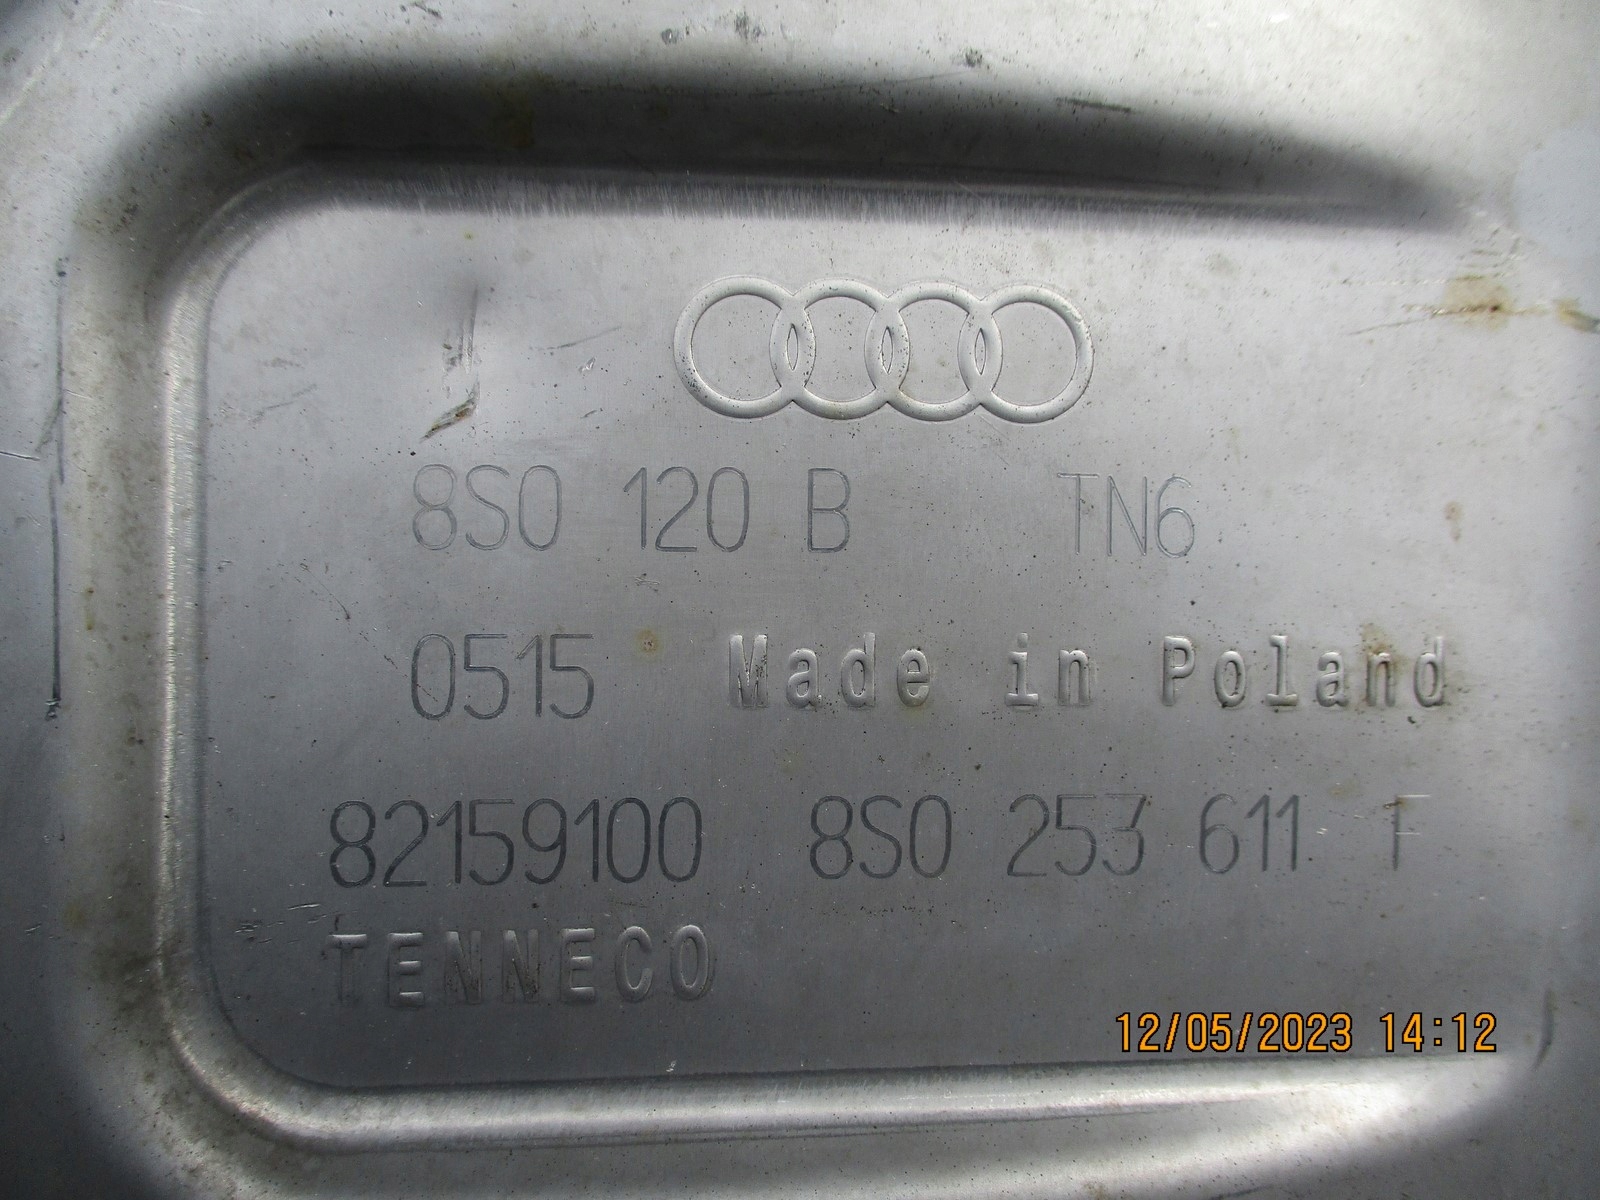 8S0 120 B TN6
0515 Made in Poland
82159100 8S0 253 611 F
TENNECO
12/05/2023 14:12